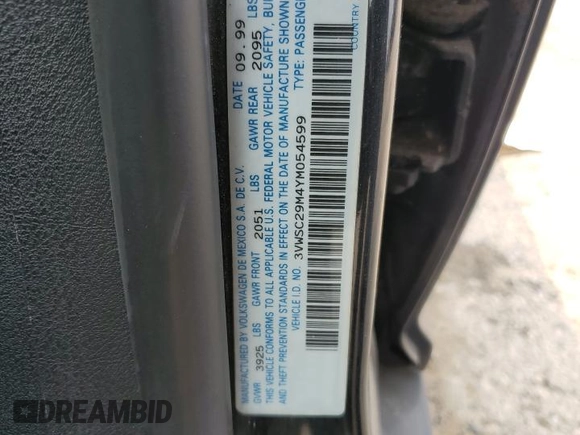 MANUFACTURED BY VOLKSWAGEN DE MEXICO S.A. DE C.V. DATE 09.99
GVWR 3925 LBS GAWR FRONT 2051 LBS GAWR REAR 2095 LBS
THIS VEHICLE CONFORMS TO ALL APPLICABLE U.S. FEDERAL MOTOR VEHICLE SAFETY, BU
THEFT PREVENTION STANDARDS IN EFFECT ON THE DATE OF MANUFACTURE SHOWN
VEHICLE I.D. NO. 3VWSC29M4YM054599 TYPE: PASSENGE
COUNTRY
DREAMBID